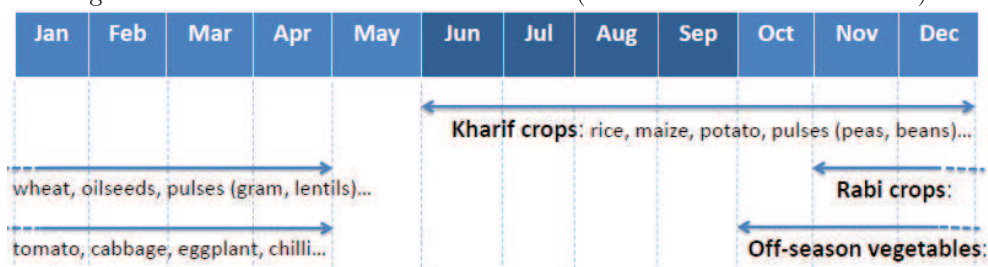 Jan Feb Mar Apr May Jun Jul Aug Sep Oct Nov Dec
Kharif crops: rice, maize, potato, pulses (peas, beans)...
wheat, oilseeds, pulses (gram, lentils)...
Rabi crops:
tomato, cabbage, eggplant, chilli...
Off-season vegetables: